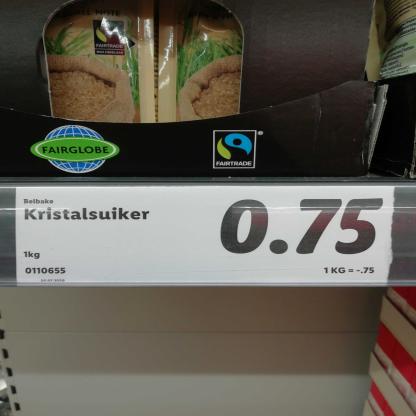 FAIRTRADE
FAIRGLOBE
FAIRTRADE
Belbake
Kristalsuiker
0.75
1kg
0110655
1 KG = -.75